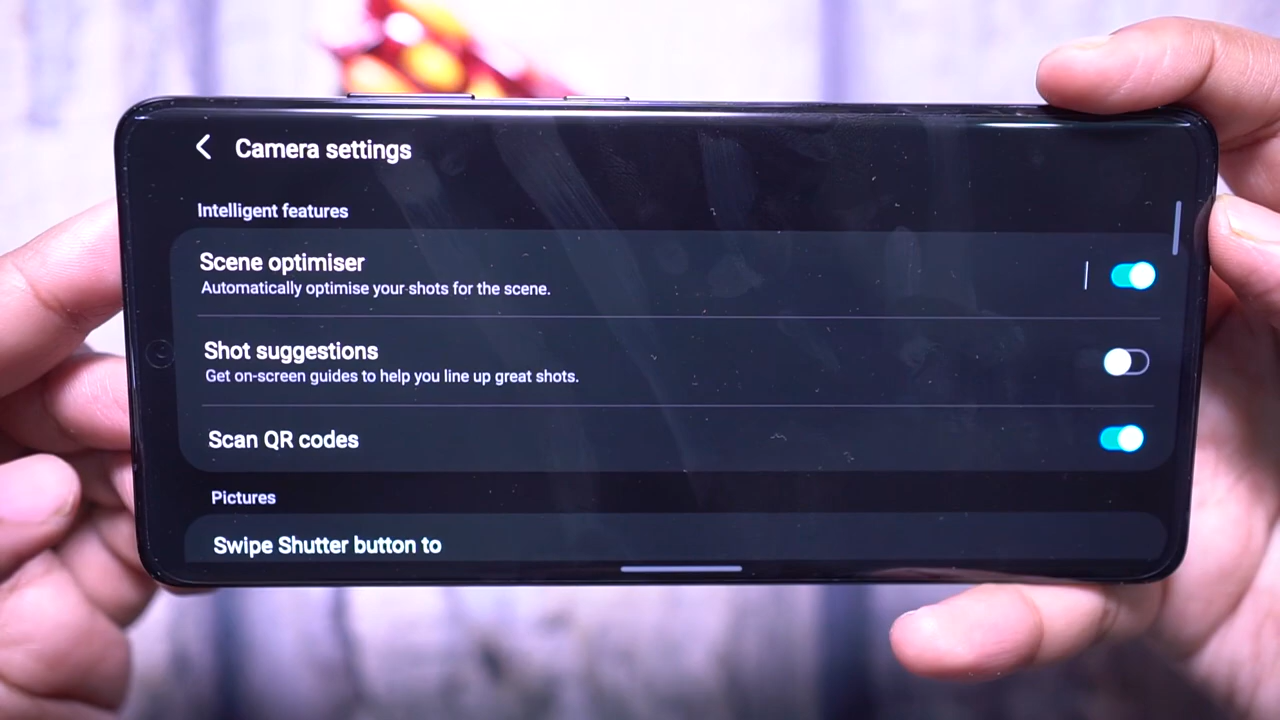 Camera settings
Intelligent features
Scene optimiser
Automatically optimise your shots for the scene.
Shot suggestions
Get on-screen guides to help you line up great shots.
Scan QR codes
Pictures
Swipe Shutter button to